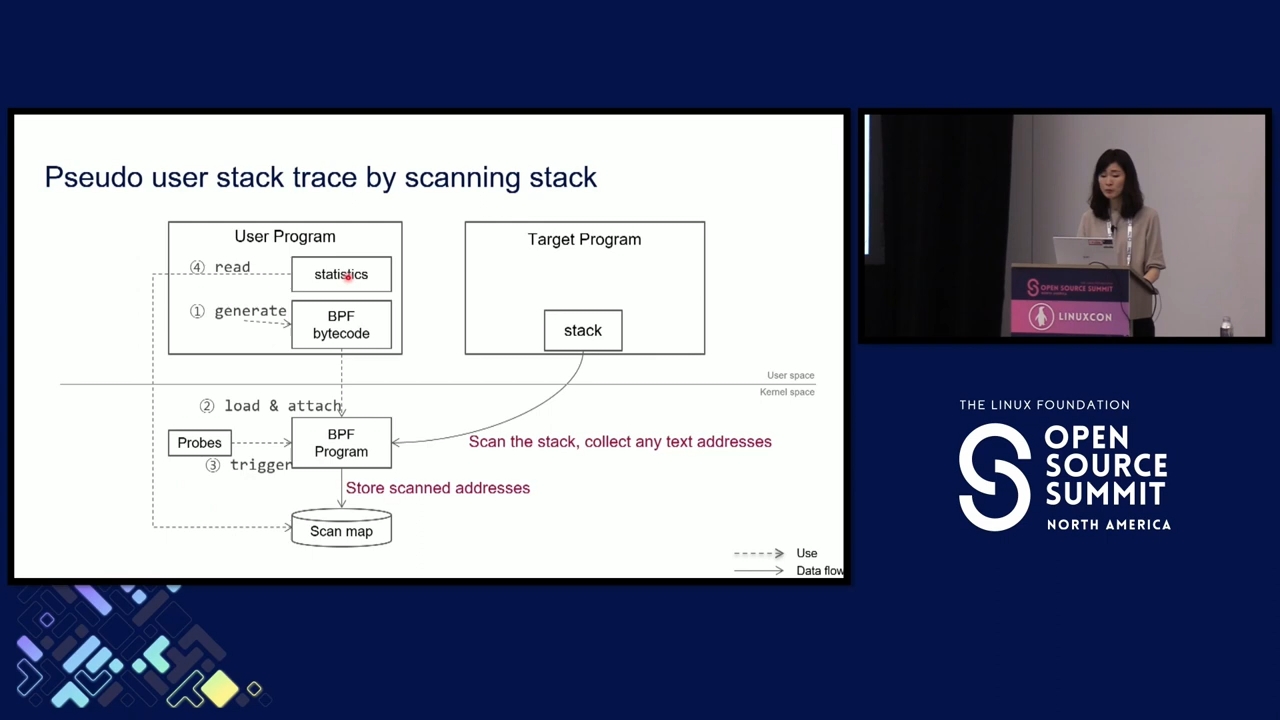 Pseudo user stack trace by scanning stack
User Program
Target Program
④ read
statistics
① generate
BPF
bytecode
stack
User space
Kernel space
② load & attach
Probes
BPF
Program
③ trigger
Scan the stack, collect any text addresses
Store scanned addresses
Scan map
Use
Data flow
OPEN SOURCE SUMMIT
LINUXCON
THE LINUX FOUNDATION
OPEN
SOURCE
SUMMIT
NORTH AMERICA